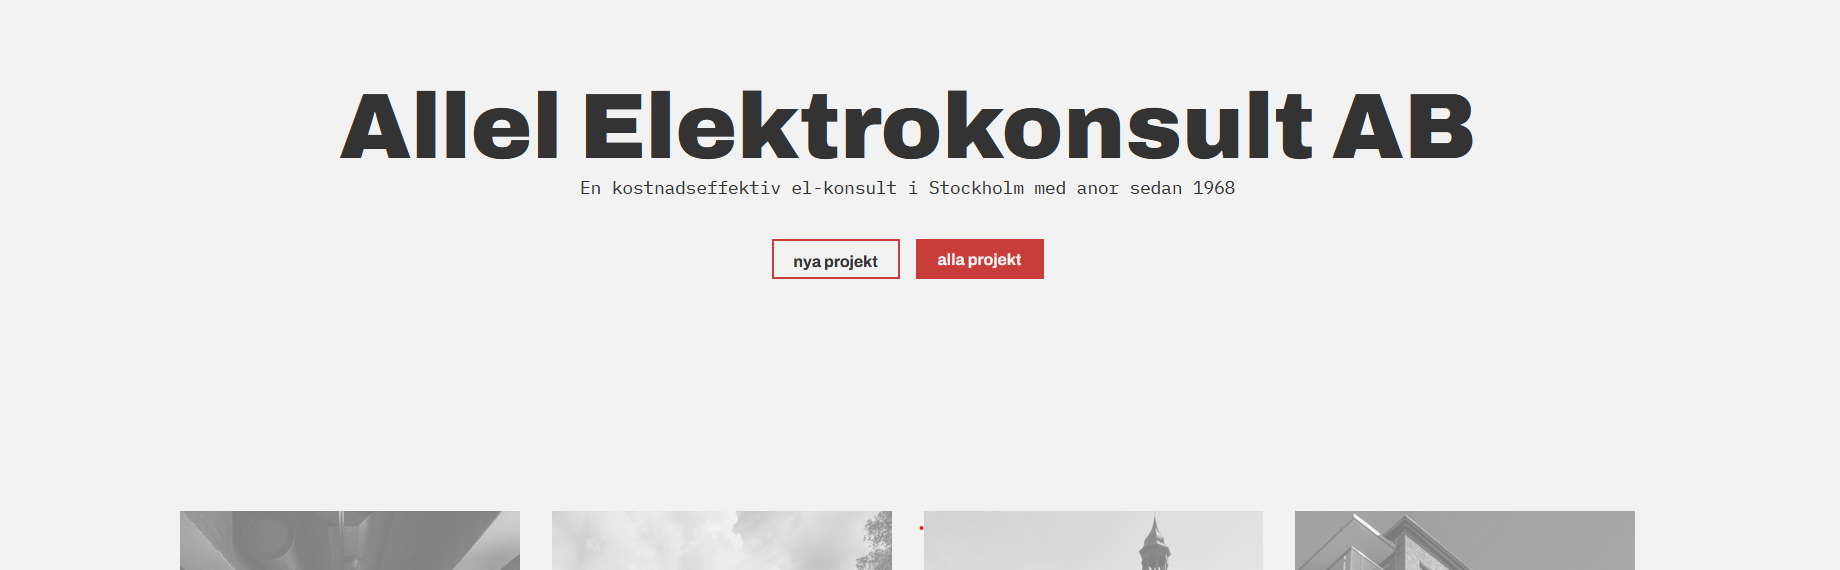 Allel Elektrokonsult AB
En kostnadseffektiv el-konsult i Stockholm med anor sedan 1968
nya projekt
alla projekt